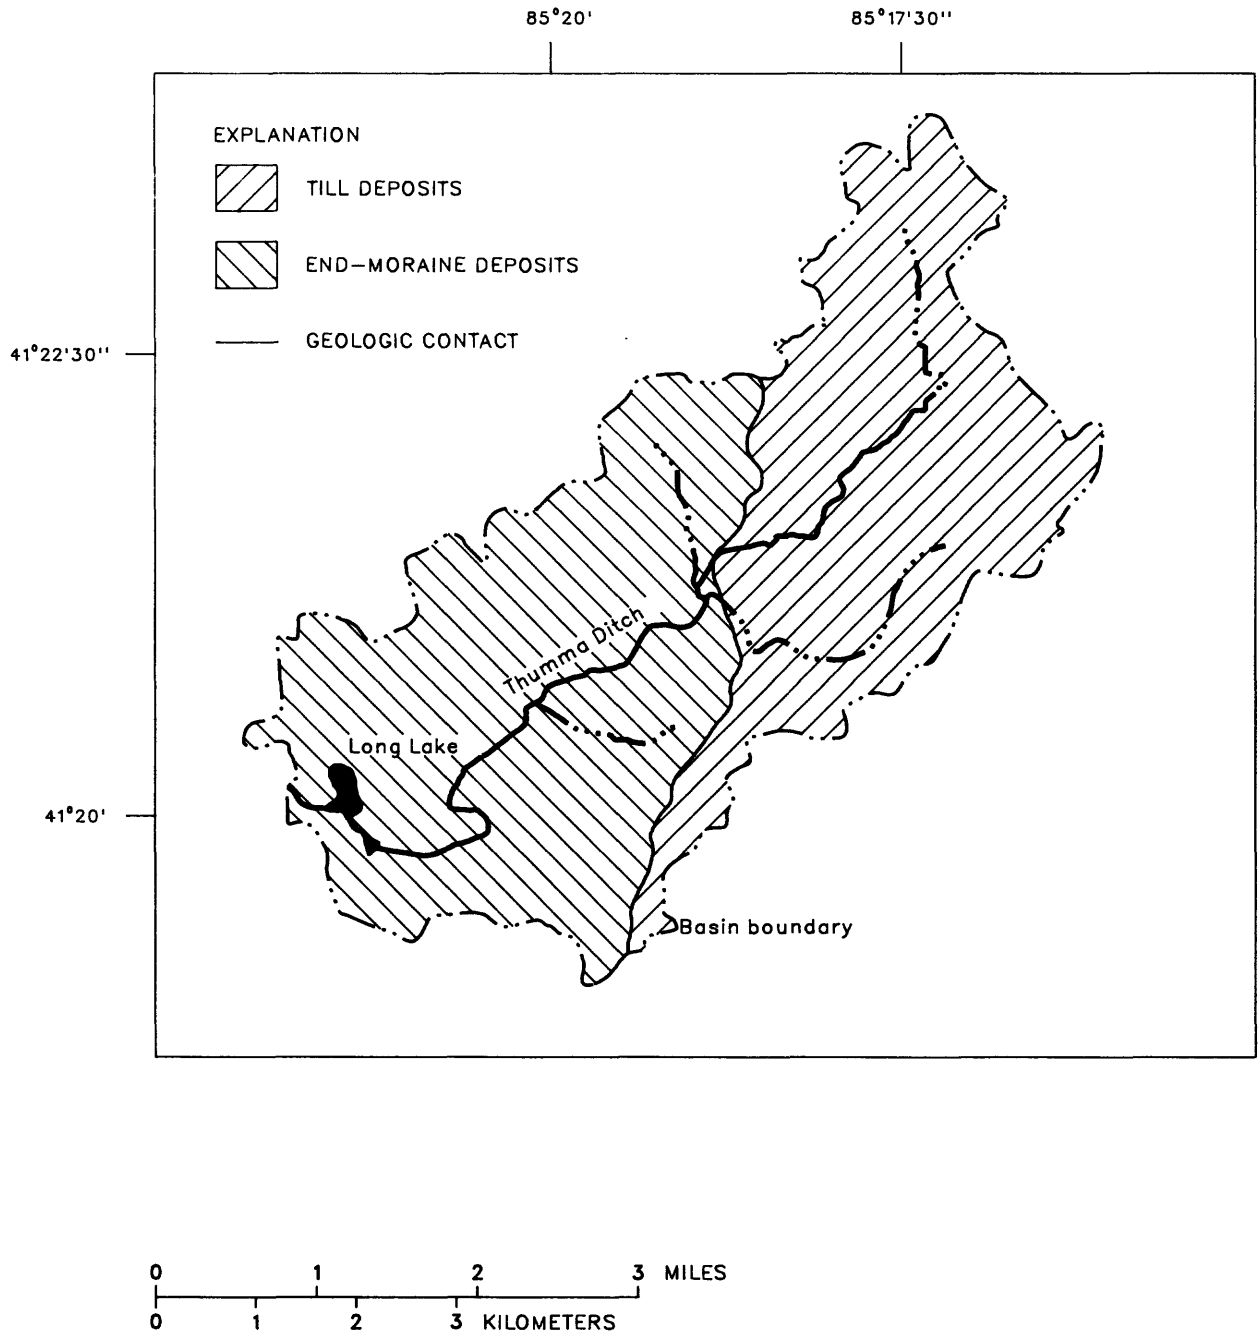 85°20'
85°17'30''
EXPLANATION
TILL DEPOSITS
END-MORAINE DEPOSITS
GEOLOGIC CONTACT
41°22'30''
Thumma Ditch
Long Lake
41°20'
Basin boundary
0 1 2 3 MILES
0 1 2 3 KILOMETERS